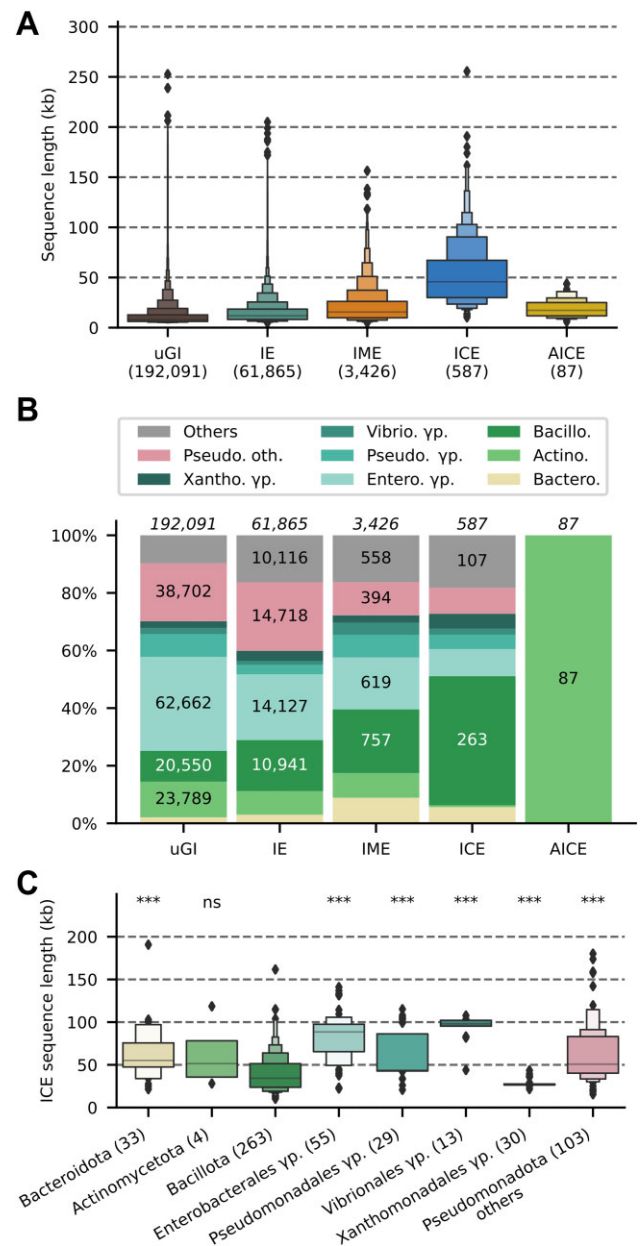 A
300
250
200
150
100
50
0
Sequence length (kb)
uGI IE IME ICE AICE
(192,091) (61,865) (3,426) (587) (87)
B
Others Vibrio. γp. Bacillo.
Pseudo. oth. Pseudo. γp. Actino.
Xantho. γp. Entero. γp. Bactero.
192,091 61,865 3,426 587 87
100%
80%
60%
40%
20%
0%
38,702
62,662
20,550
23,789
10,116
14,718
14,127
10,941
558
394
619
757
107
263
87
uGI IE IME ICE AICE
C
*** ns *** *** *** *** ***
200
150
100
50
0
ICE sequence length (kb)
Bacteroidota (33)
Actinomycetota (4)
Bacillota (263)
Enterobacterales γp. (55)
Pseudomonadales γp. (29)
Vibrionales γp. (13)
Xanthomonadales γp. (30)
Pseudomonadota (103)
others